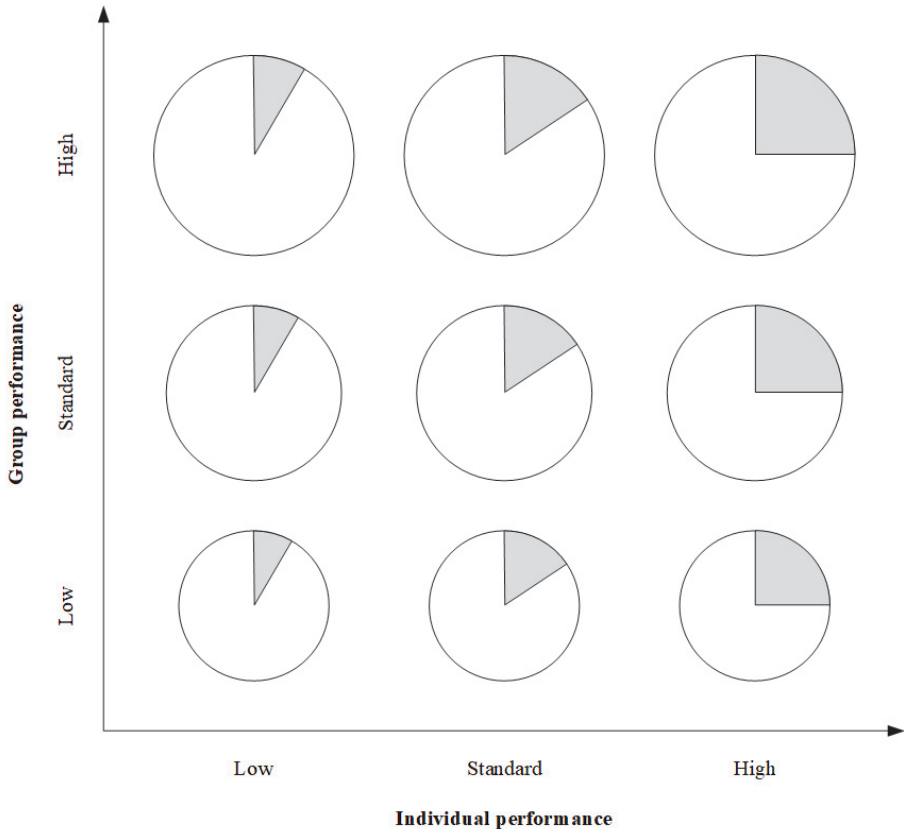 High
Standard
Low
Group performance
Low
Standard
High
Individual performance